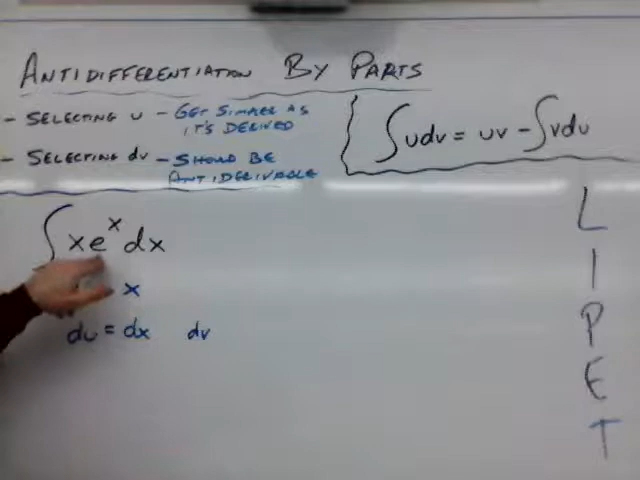 ANTIDIFFERENTIATION BY PARTS
- SELECTING U - GET SIMPLER AS
IT'S DERIVED
- SELECTING dv - SHOULD BE
ANTIDERIVABLE
∫udv = uv - ∫vdu
∫xe^x dx
x
du = dx dv
L
I
P
E
T